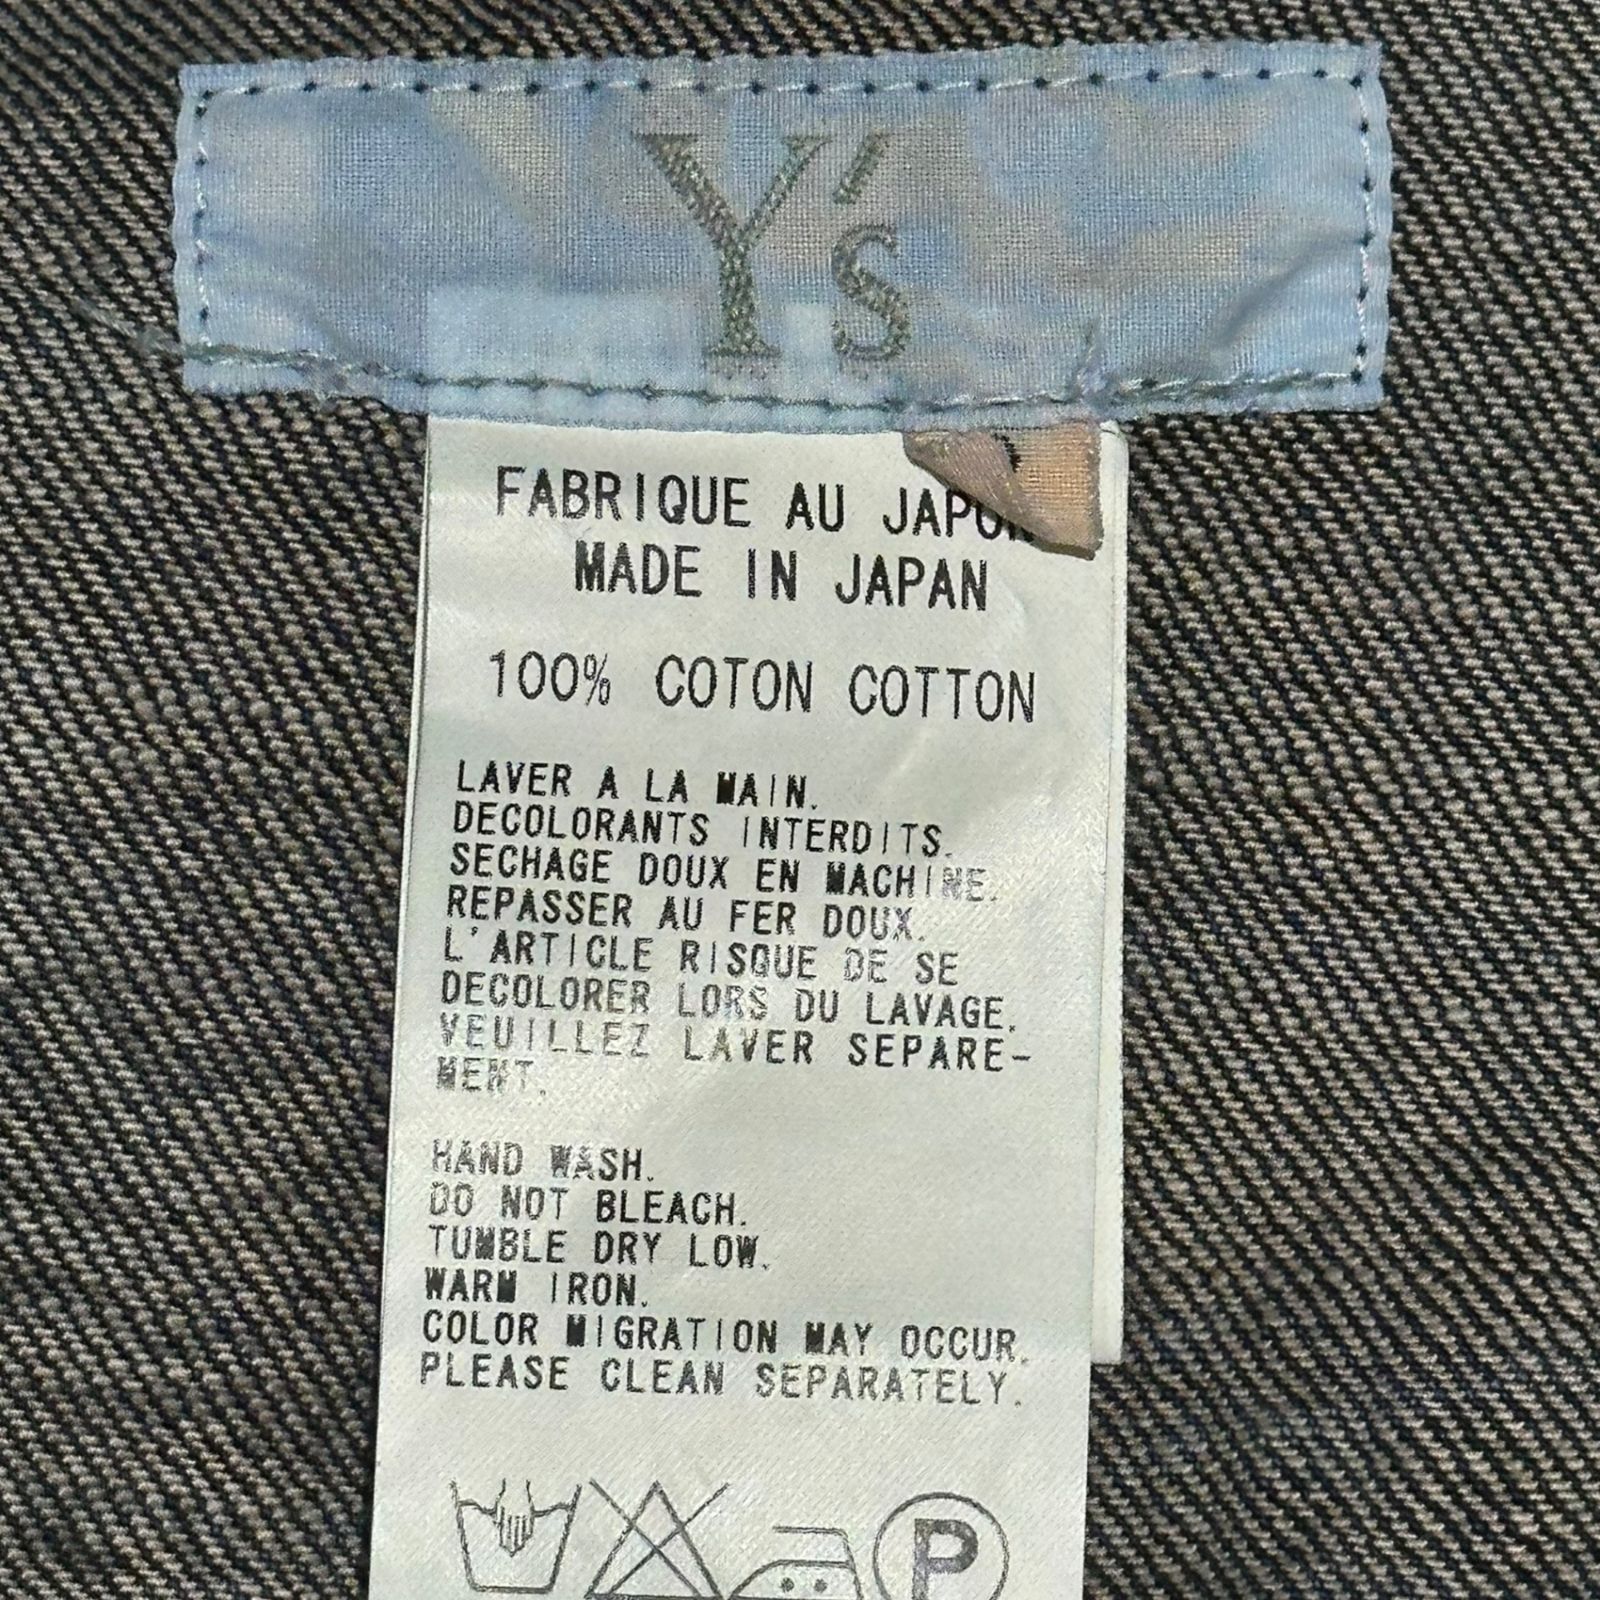 Y's
FABRIQUE AU JAPON
MADE IN JAPAN
100% COTON COTTON
LAVER A LA MAIN.
DECOLORANTS INTERDITS.
SECHAGE DOUX EN MACHINE.
REPASSER AU FER DOUX.
L'ARTICLE RISQUE DE SE
DECOLORER LORS DU LAVAGE.
VEUILLEZ LAVER SEPARE-
MENT.
HAND WASH.
DO NOT BLEACH.
TUMBLE DRY LOW.
WARM IRON.
COLOR MIGRATION MAY OCCUR.
PLEASE CLEAN SEPARATELY.
P